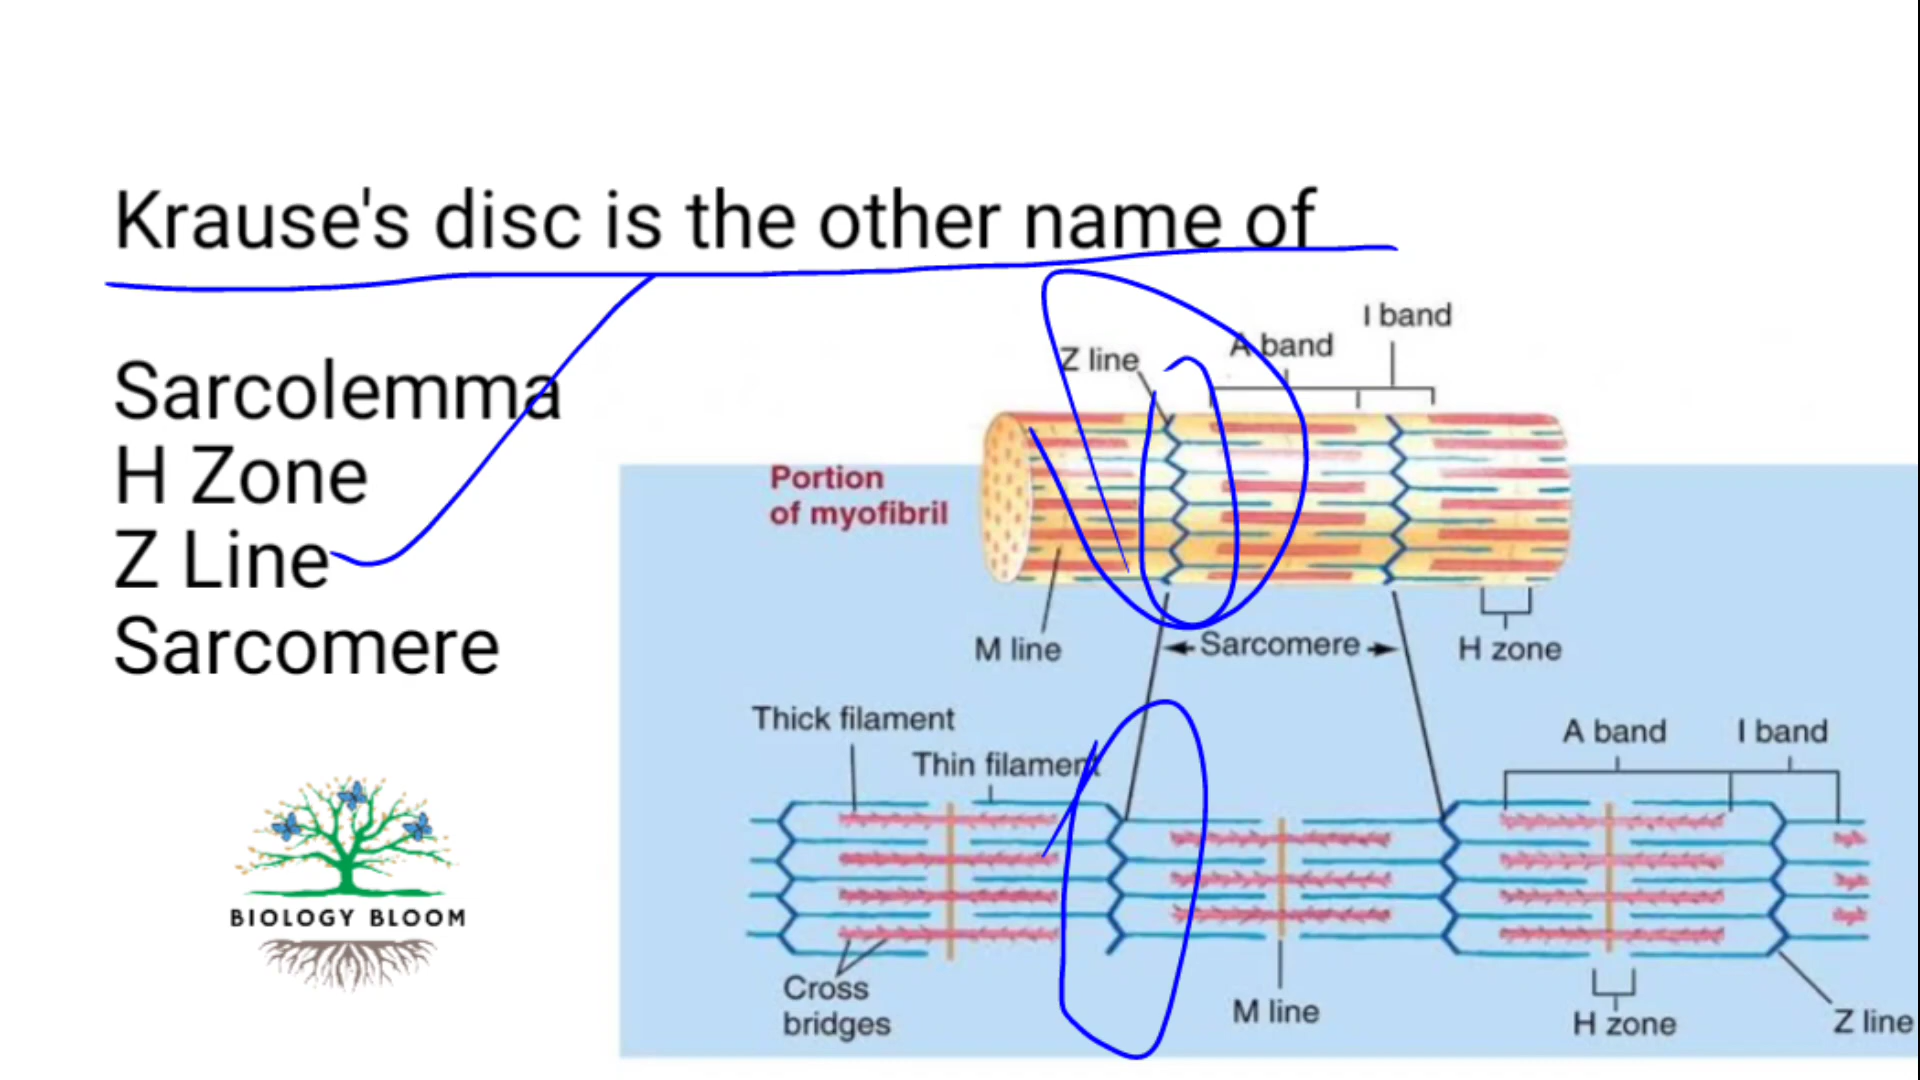 Krause's disc is the other name of
Sarcolemma
H Zone
Z Line
Sarcomere
BIOLOGY BLOOM
I band
A band
Z line
Portion
of myofibril
M line
Sarcomere
H zone
Thick filament
Thin filament
A band
I band
Cross
bridges
M line
H zone
Z line